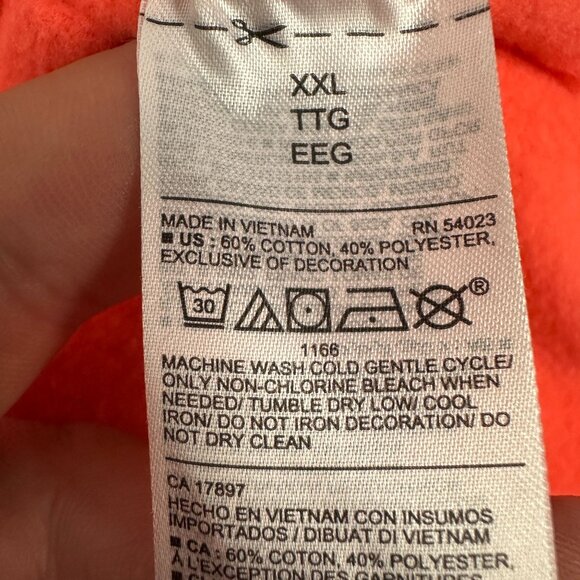 XXL
TTG
EEG
MADE IN VIETNAM RN 54023
■ US : 60% COTTON, 40% POLYESTER,
EXCLUSIVE OF DECORATION
30 ®
1166
MACHINE WASH COLD GENTLE CYCLE/
ONLY NON-CHLORINE BLEACH WHEN
NEEDED/ TUMBLE DRY LOW/ COOL
IRON/ DO NOT IRON DECORATION/ DO
NOT DRY CLEAN
CA 17897
HECHO EN VIETNAM CON INSUMOS
IMPORTADOS / DIBUAT DI VIETNAM
■ CA : 60% COTON, 40% POLYESTER,